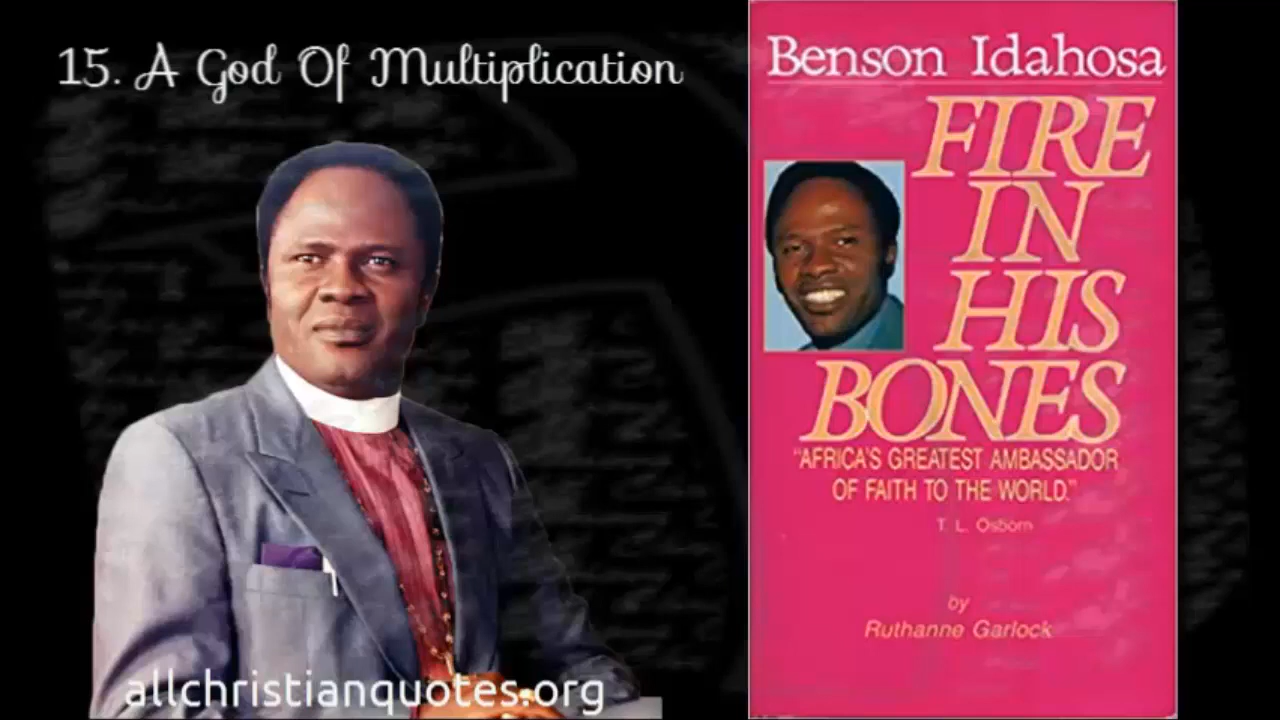 15. A God Of Multiplication
allchristianquotes.org
Benson Idahosa
FIRE
IN
HIS
BONES
"AFRICA'S GREATEST AMBASSADOR
OF FAITH TO THE WORLD."
T. L. Osborn
by
Ruthanne Garlock